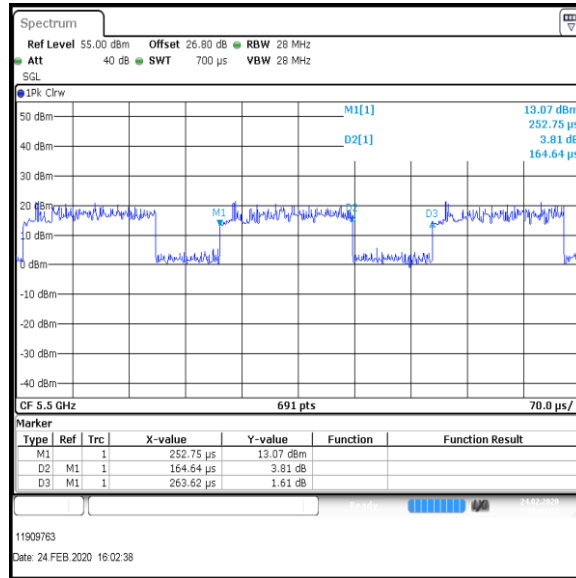 Spectrum
Ref Level 55.00 dBm Offset 26.80 dB RBW 28 MHz
Att 40 dB SWT 700 µs VBW 28 MHz
SGL
1Pk Clrw
M1[1] 13.07 dBm
50 dBm 252.75 µs
D2[1] 3.81 dB
40 dBm 164.64 µs
30 dBm
20 dBm M1 D2 D3
10 dBm
0 dBm
-10 dBm
-20 dBm
-30 dBm
-40 dBm
CF 5.5 GHz 691 pts 70.0 µs/
Marker
Type Ref Trc X-value Y-value Function Function Result
M1 1 252.75 µs 13.07 dBm
D2 M1 1 164.64 µs 3.81 dB
D3 M1 1 263.62 µs 1.61 dB
24.02.2020
11909763
Date: 24.FEB.2020 16:02:38